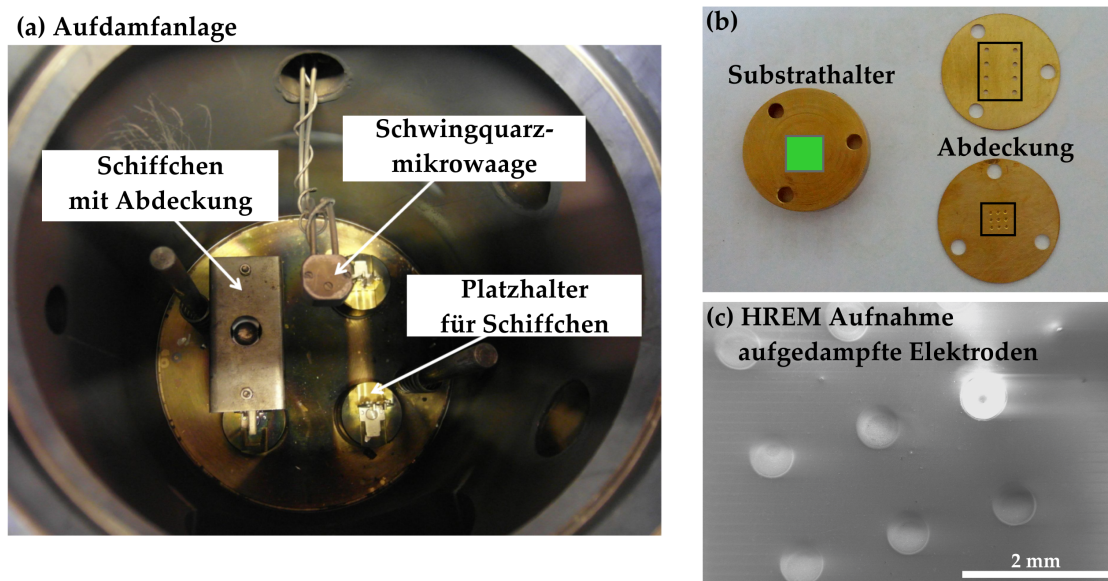 (a) Aufdamfanlage
Schwingquarz-
mikrowaage
Schiffchen
mit Abdeckung
Platzhalter
für Schiffchen
(b)
Substrathalter
Abdeckung
(c) HREM Aufnahme
aufgedampfte Elektroden
2 mm